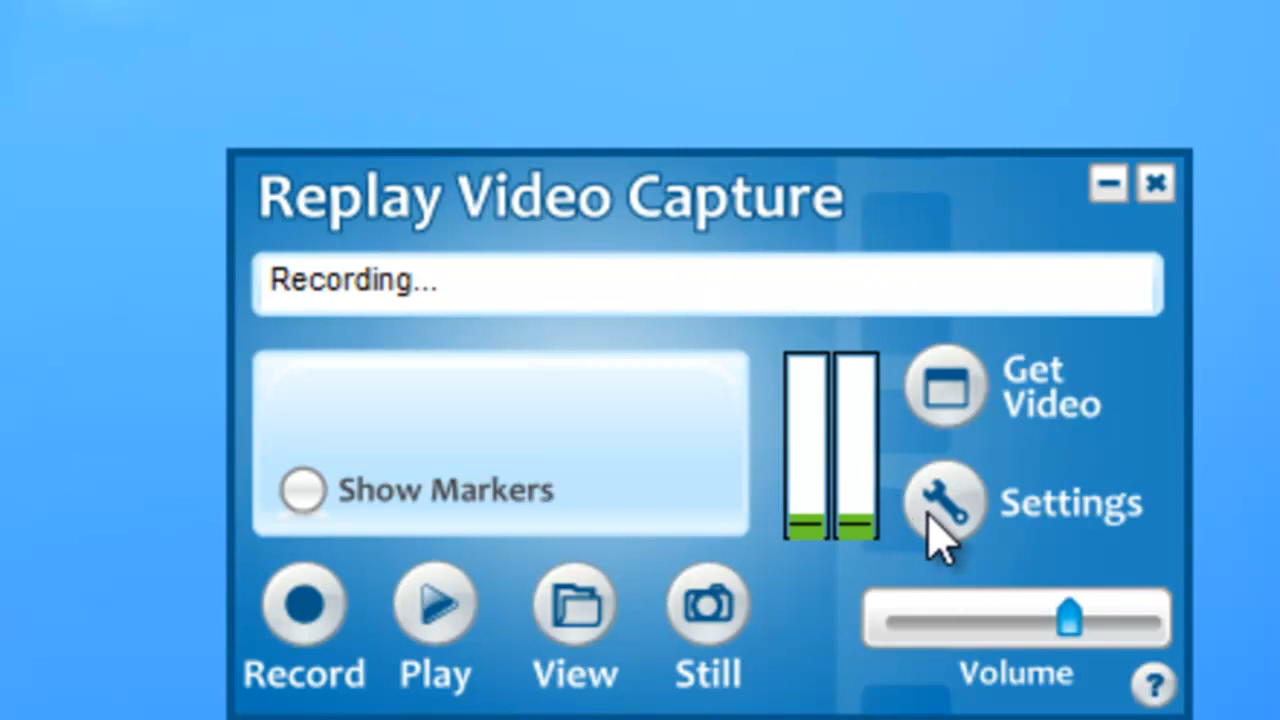 Replay Video Capture
Recording...
Get
Video
Show Markers
Settings
Record
Play
View
Still
Volume
?